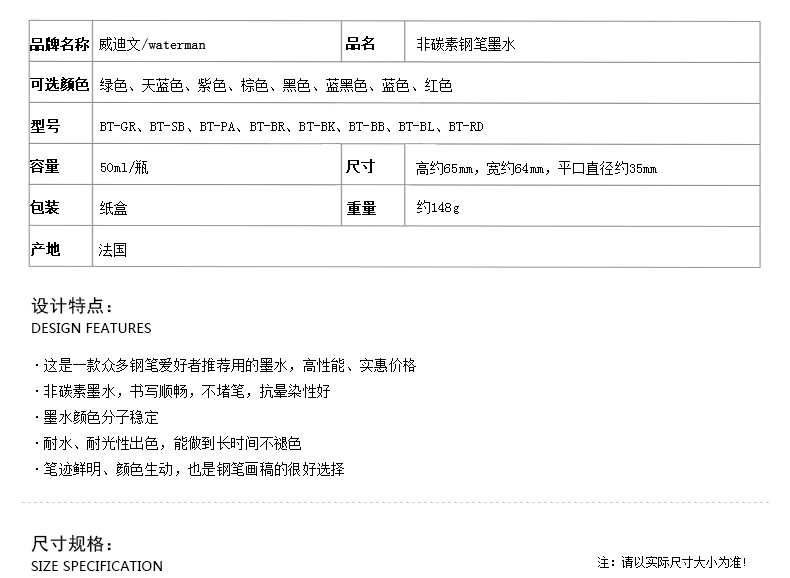 品牌名称 威迪文/waterman 品名 非碳素钢笔墨水
可选颜色 绿色、天蓝色、紫色、棕色、黑色、蓝黑色、蓝色、红色
型号 BT-GR、BT-SB、BT-PA、BT-BR、BT-BK、BT-BB、BT-BL、BT-RD
容量 50ml/瓶 尺寸 高约65mm，宽约64mm，平口直径约35mm
包装 纸盒 重量 约148g
产地 法国
设计特点：
DESIGN FEATURES
·这是一款众多钢笔爱好者推荐用的墨水，高性能、实惠价格
·非碳素墨水，书写顺畅，不堵笔，抗晕染性好
·墨水颜色分子稳定
·耐水、耐光性出色，能做到长时间不褪色
·笔迹鲜明、颜色生动，也是钢笔画稿的很好选择
尺寸规格：
SIZE SPECIFICATION
注：请以实际尺寸大小为准！